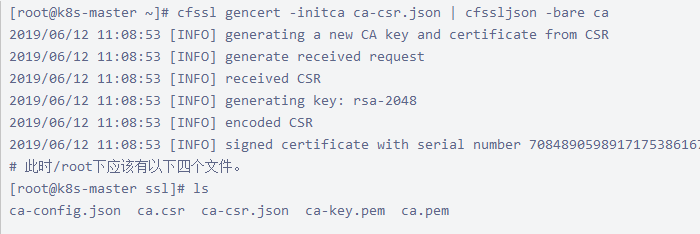 [root@k8s-master ~]# cfssl gencert -initca ca-csr.json | cfssljson -bare ca
2019/06/12 11:08:53 [INFO] generating a new CA key and certificate from CSR
2019/06/12 11:08:53 [INFO] generate received request
2019/06/12 11:08:53 [INFO] received CSR
2019/06/12 11:08:53 [INFO] generating key: rsa-2048
2019/06/12 11:08:53 [INFO] encoded CSR
2019/06/12 11:08:53 [INFO] signed certificate with serial number 708489059891717538616
# 此时/root下应该有以下四个文件。
[root@k8s-master ssl]# ls
ca-config.json  ca.csr  ca-csr.json  ca-key.pem  ca.pem